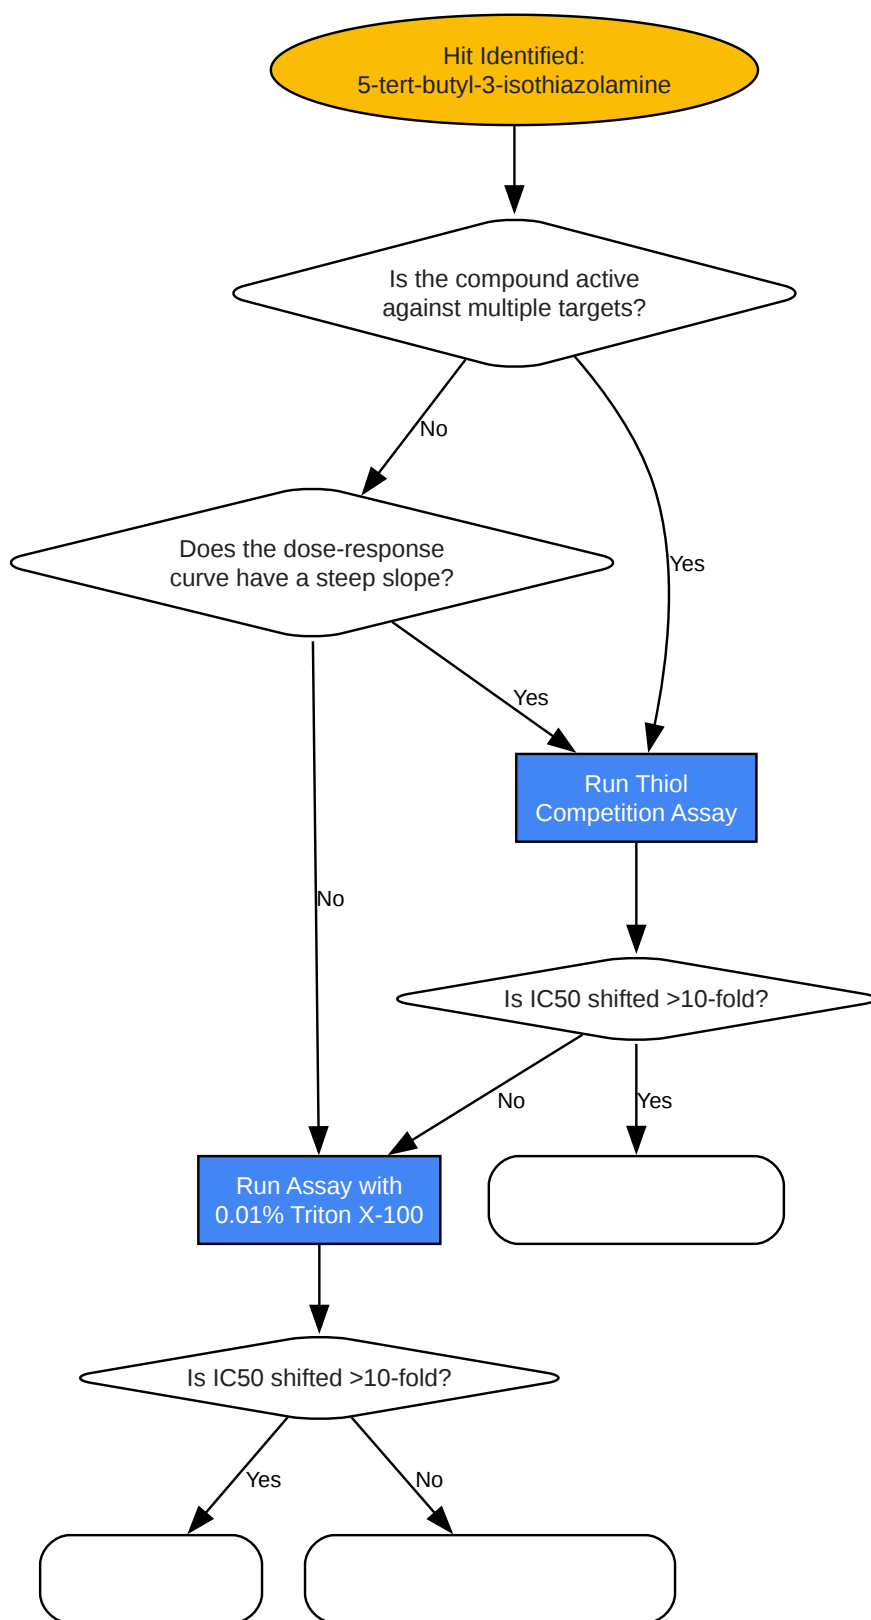 Hit Identified:
5-tert-butyl-3-isothiazolamine
Is the compound active
against multiple targets?
No
Does the dose-response
curve have a steep slope?
Yes
Yes
Run Thiol
Competition Assay
No
Is IC50 shifted >10-fold?
No
Yes
Run Assay with
0.01% Triton X-100
Is IC50 shifted >10-fold?
Yes
No